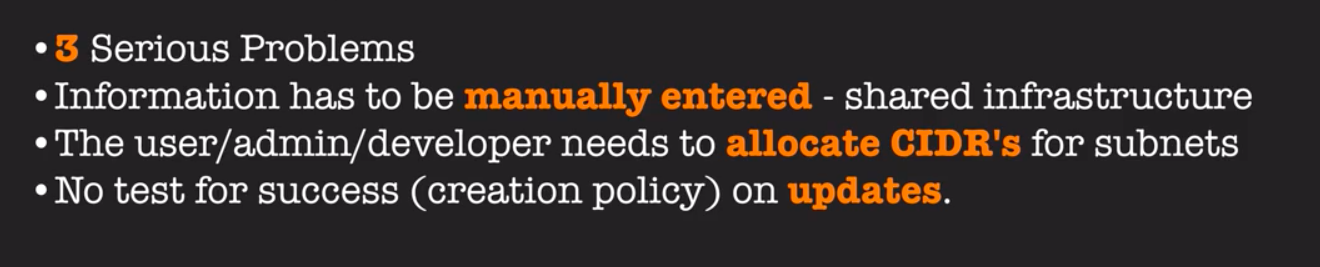 • 3 Serious Problems
• Information has to be manually entered - shared infrastructure
• The user/admin/developer needs to allocate CIDR's for subnets
• No test for success (creation policy) on updates.